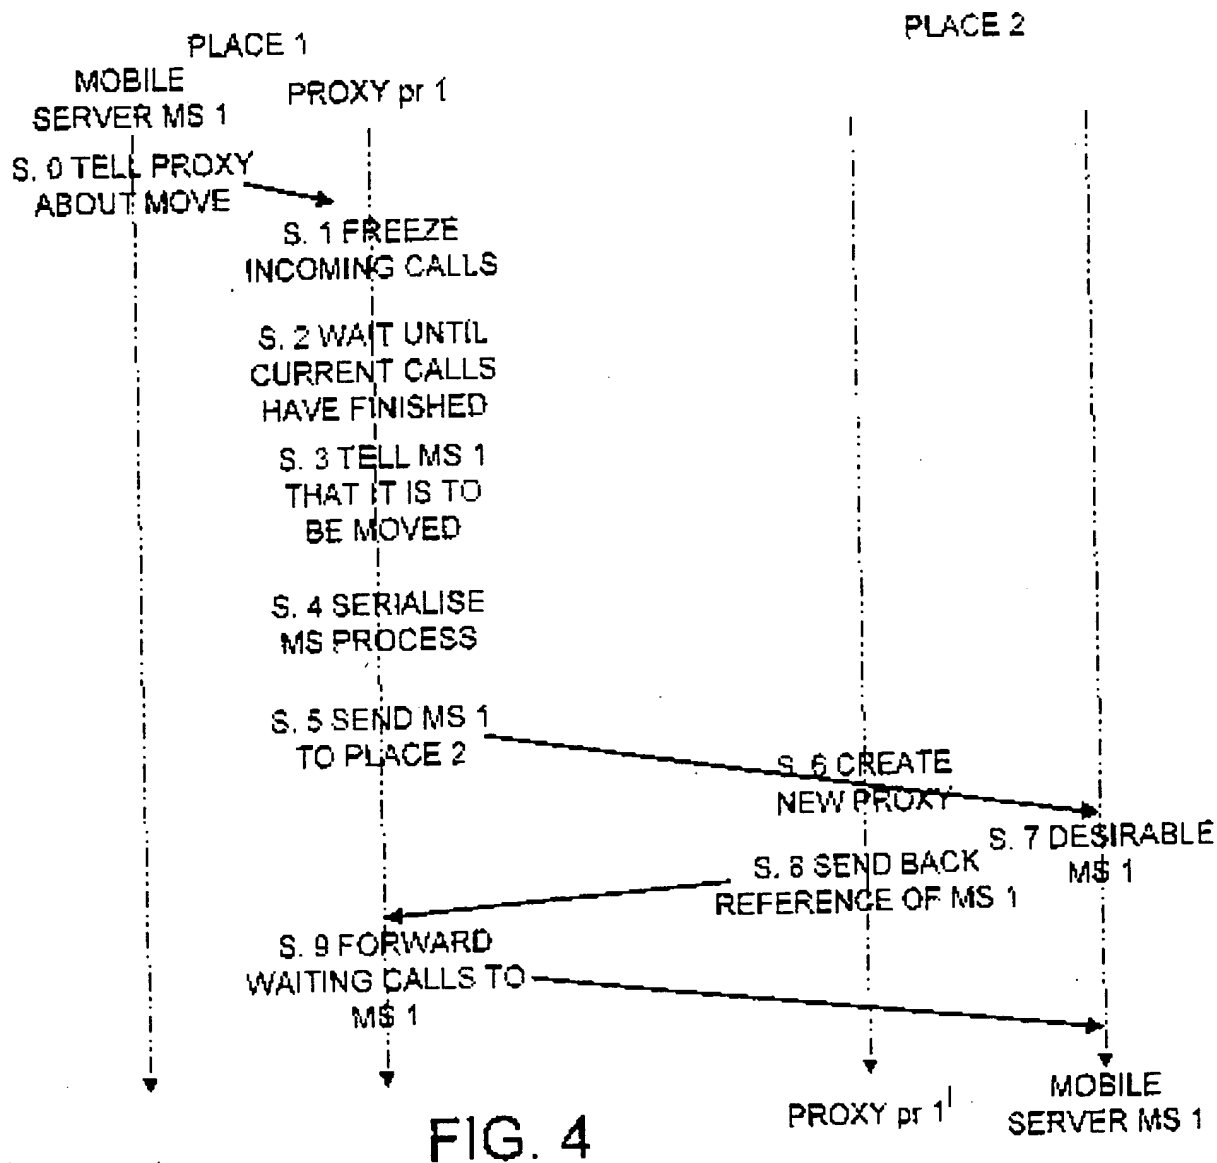 PLACE 1
PLACE 2
MOBILE
SERVER MS 1
PROXY pr 1
S. 0 TELL PROXY
ABOUT MOVE
S. 1 FREEZE
INCOMING CALLS
S. 2 WAIT UNTIL
CURRENT CALLS
HAVE FINISHED
S. 3 TELL MS 1
THAT IT IS TO
BE MOVED
S. 4 SERIALISE
MS PROCESS
S. 5 SEND MS 1
TO PLACE 2
S. 6 CREATE
NEW PROXY
S. 7 DESIRABLE
MS 1
S. 8 SEND BACK
REFERENCE OF MS 1
S. 9 FORWARD
WAITING CALLS TO
MS 1
PROXY pr 1|
MOBILE
SERVER MS 1
FIG. 4